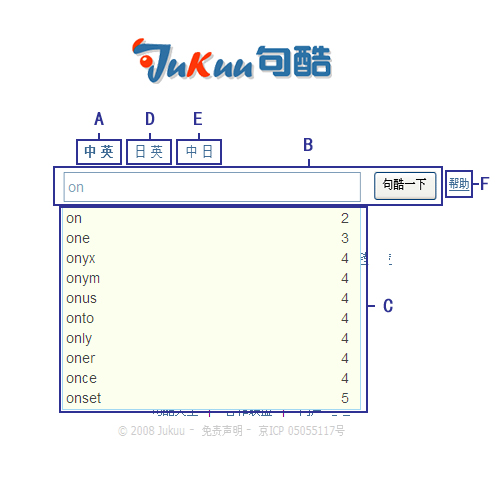 JuKuu 句酷
A D E
中 英 日 英 中 日
B
on 句酷一下 帮助 F
on 2
one 3
onyx 4
onym 4
onus 4
onto 4
only 4
oner 4
once 4
onset 5
C
© 2008 Jukuu - 免责声明 - 京ICP 05055117号